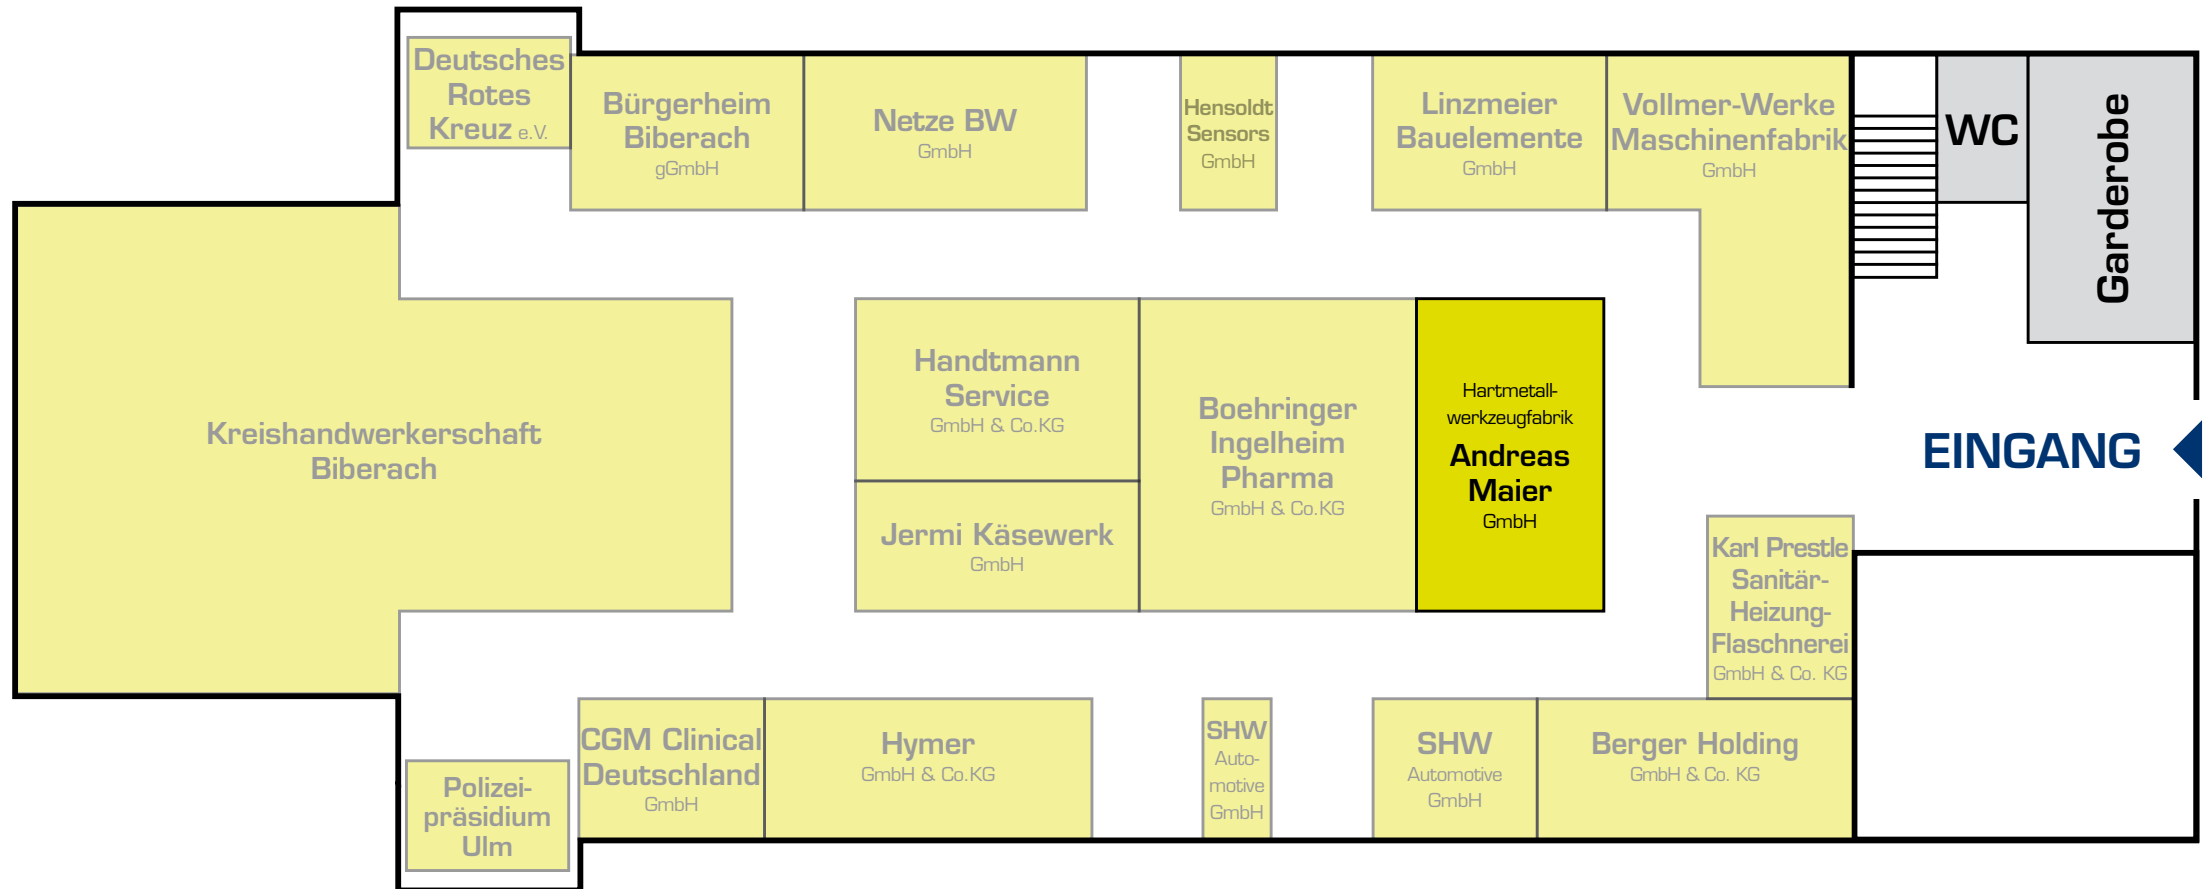 Deutsches
Rotes
Kreuz e.V.
Bürgerheim
Biberach
gGmbH
Netze BW
GmbH
Hensoldt
Sensors
GmbH
Linzmeier
Bauelemente
GmbH
Vollmer-Werke
Maschinenfabrik
GmbH
WC
Garderobe
Kreishandwerkerschaft
Biberach
Handtmann
Service
GmbH & Co.KG
Jermi Käsewerk
GmbH
Boehringer
Ingelheim
Pharma
GmbH & Co.KG
Hartmetall-
werkzeugfabrik
Andreas
Maier
GmbH
EINGANG
Karl Prestle
Sanitär-
Heizung-
Flaschnerei
GmbH & Co. KG
Polizei-
präsidium
Ulm
CGM Clinical
Deutschland
GmbH
Hymer
GmbH & Co.KG
SHW
Auto-
motive
GmbH
SHW
Automotive
GmbH
Berger Holding
GmbH & Co. KG